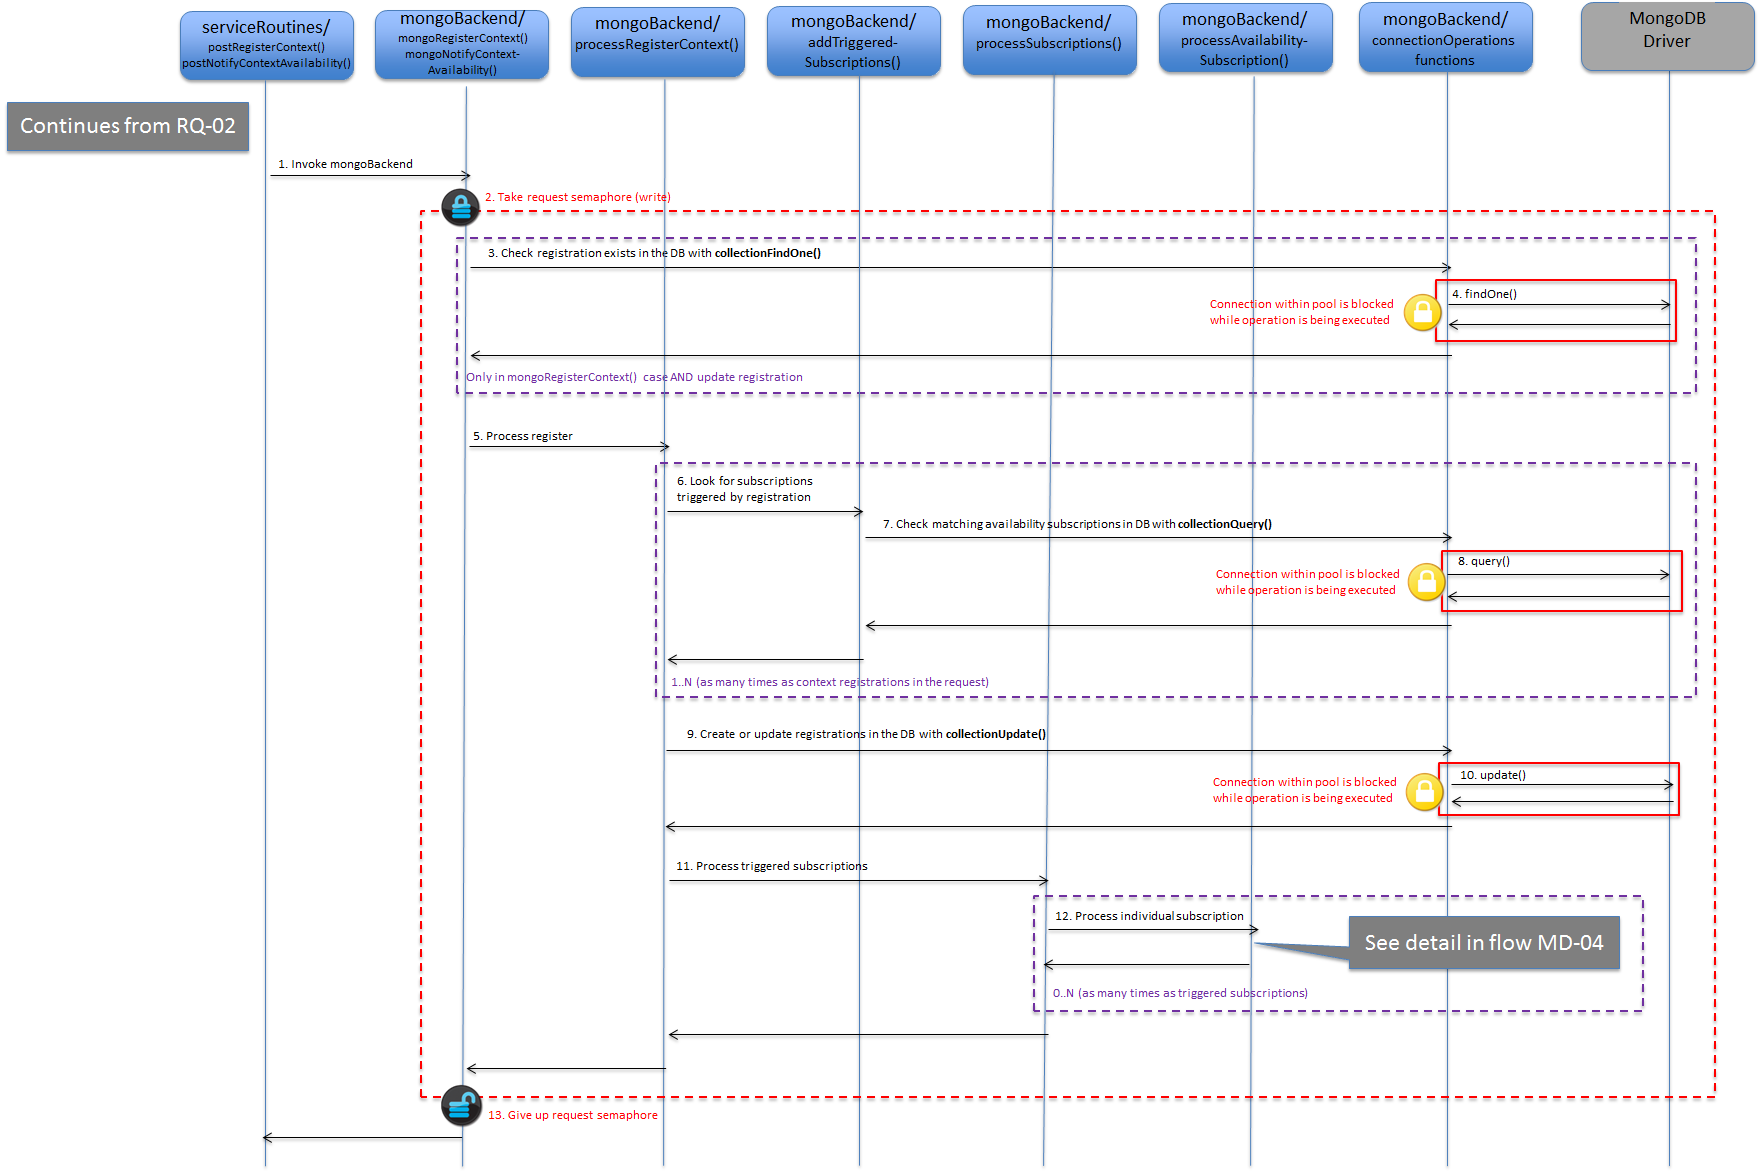 serviceRoutines/
postRegisterContext()
postNotifyContextAvailability()
mongoBackend/
mongoRegisterContext()
mongoNotifyContext-
Availability()
mongoBackend/
processRegisterContext()
mongoBackend/
addTriggered-
Subscriptions()
mongoBackend/
processSubscriptions()
mongoBackend/
processAvailability-
Subscription()
mongoBackend/
connectionOperations
functions
MongoDB
Driver
Continues from RQ-02
1. Invoke mongoBackend
2. Take request semaphore (write)
3. Check registration exists in the DB with collectionFindOne()
4. findOne()
Connection within pool is blocked
while operation is being executed
Only in mongoRegisterContext() case AND update registration
5. Process register
6. Look for subscriptions
triggered by registration
7. Check matching availability subscriptions in DB with collectionQuery()
8. query()
Connection within pool is blocked
while operation is being executed
1..N (as many times as context registrations in the request)
9. Create or update registrations in the DB with collectionUpdate()
10. update()
Connection within pool is blocked
while operation is being executed
11. Process triggered subscriptions
12. Process individual subscription
See detail in flow MD-04
0..N (as many times as triggered subscriptions)
13. Give up request semaphore